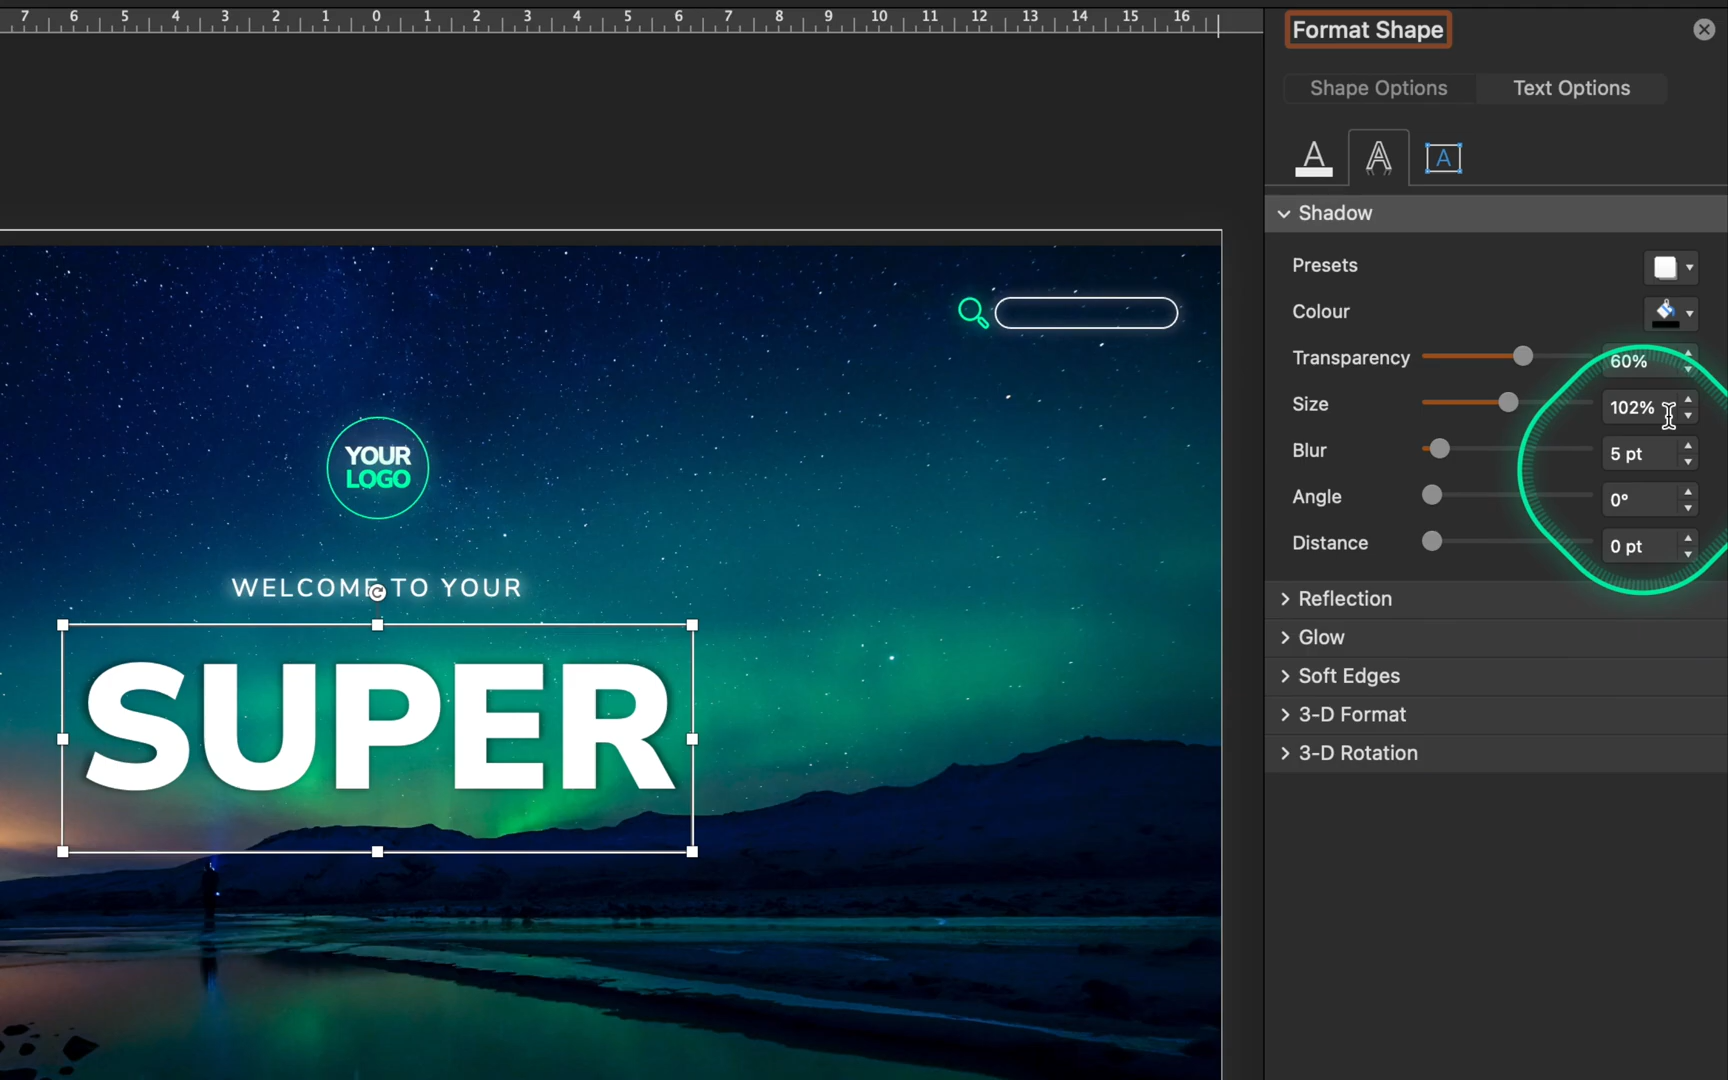 7 6 5 4 3 2 1 0 1 2 3 4 5 6 7 8 9 10 11 12 13 14 15 16
Format Shape
Shape Options Text Options
A A A
Shadow
Presets
Colour
Transparency 60%
Size 102%
Blur 5 pt
Angle 0°
Distance 0 pt
Reflection
Glow
Soft Edges
3-D Format
3-D Rotation
YOUR
LOGO
WELCOME TO YOUR
SUPER